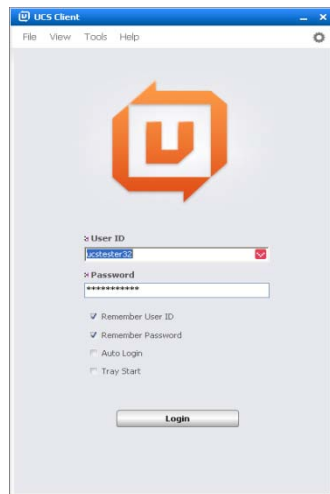 UCS Client
File View Tools Help
User ID
ucstester32
Password
***********
Remember User ID
Remember Password
Auto Login
Tray Start
Login